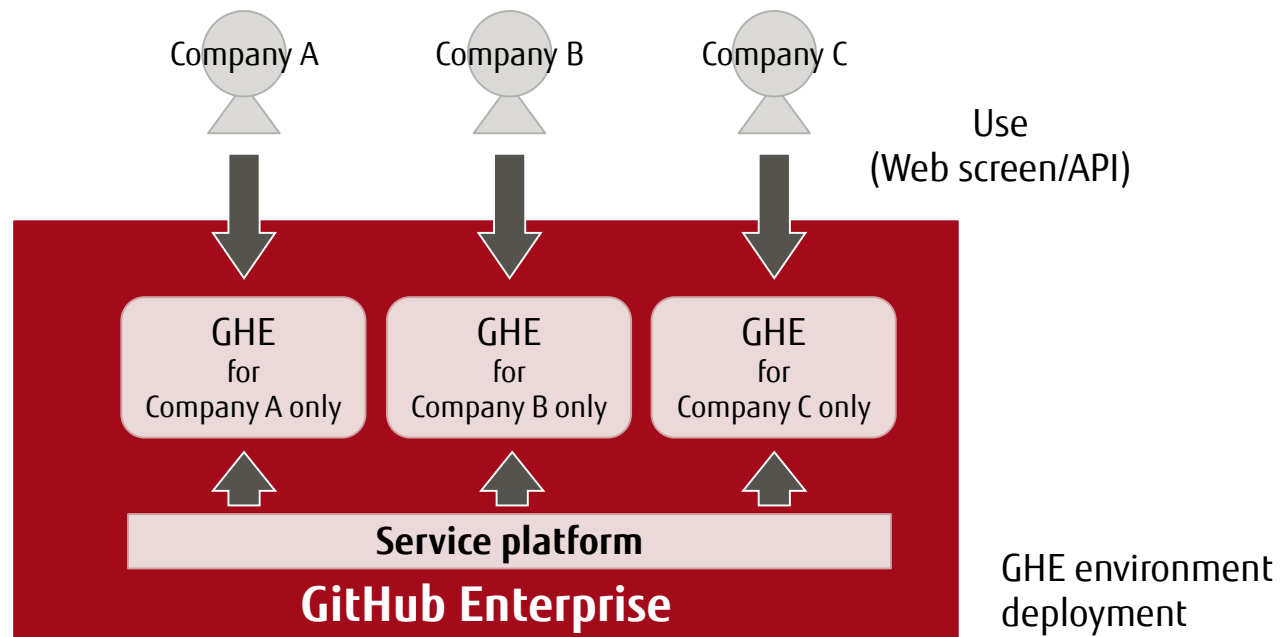 Company A
Company B
Company C
Use
(Web screen/API)
GHE
for
Company A only
GHE
for
Company B only
GHE
for
Company C only
Service platform
GitHub Enterprise
GHE environment
deployment